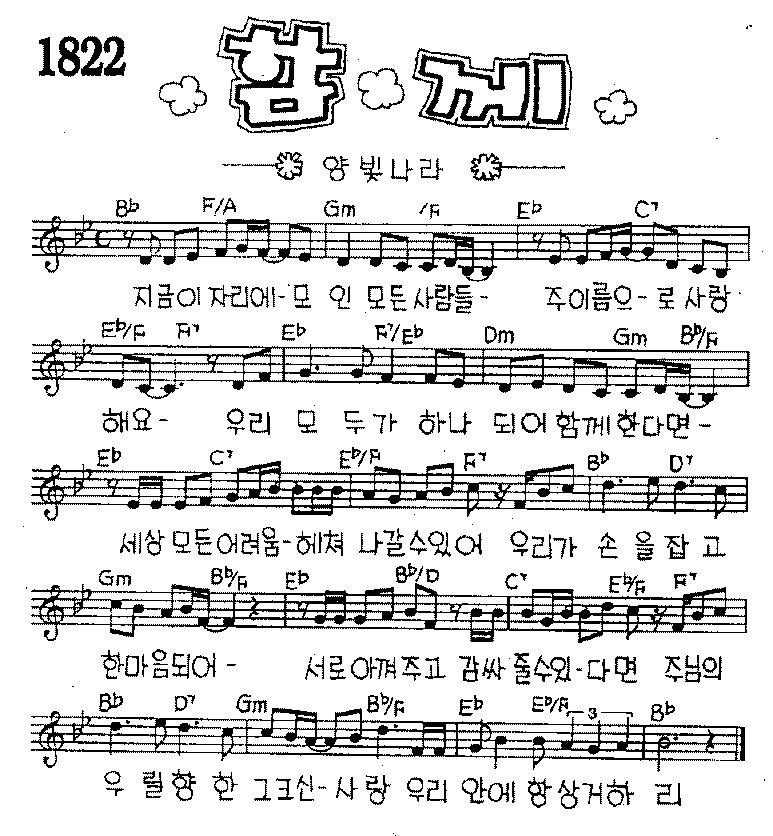 1822
함께
양빛나라
B♭ F/A Gm /F E♭ C7
지금이 자리에- 모 인 모든 사람들- 주이름으-로 사랑
E♭/F F7 E♭ F7/E♭ Dm Gm B♭/F
해요- 우리 모 두가 하나 되어 함께한다면-
E♭ C7 E♭/F F7 B♭ D7
세상 모든어려움-헤쳐 나갈수있어 우리가 손 을잡 고
Gm B♭/F E♭ B♭/D C7 E♭/F F7
한마음되어- 서로아껴주고 감싸 줄수있-다면 주님의
B♭ D7 Gm B♭/F E♭ E♭/F 3 B♭
우 릴향 한 그크신-사랑 우리 안에 항상거하 리